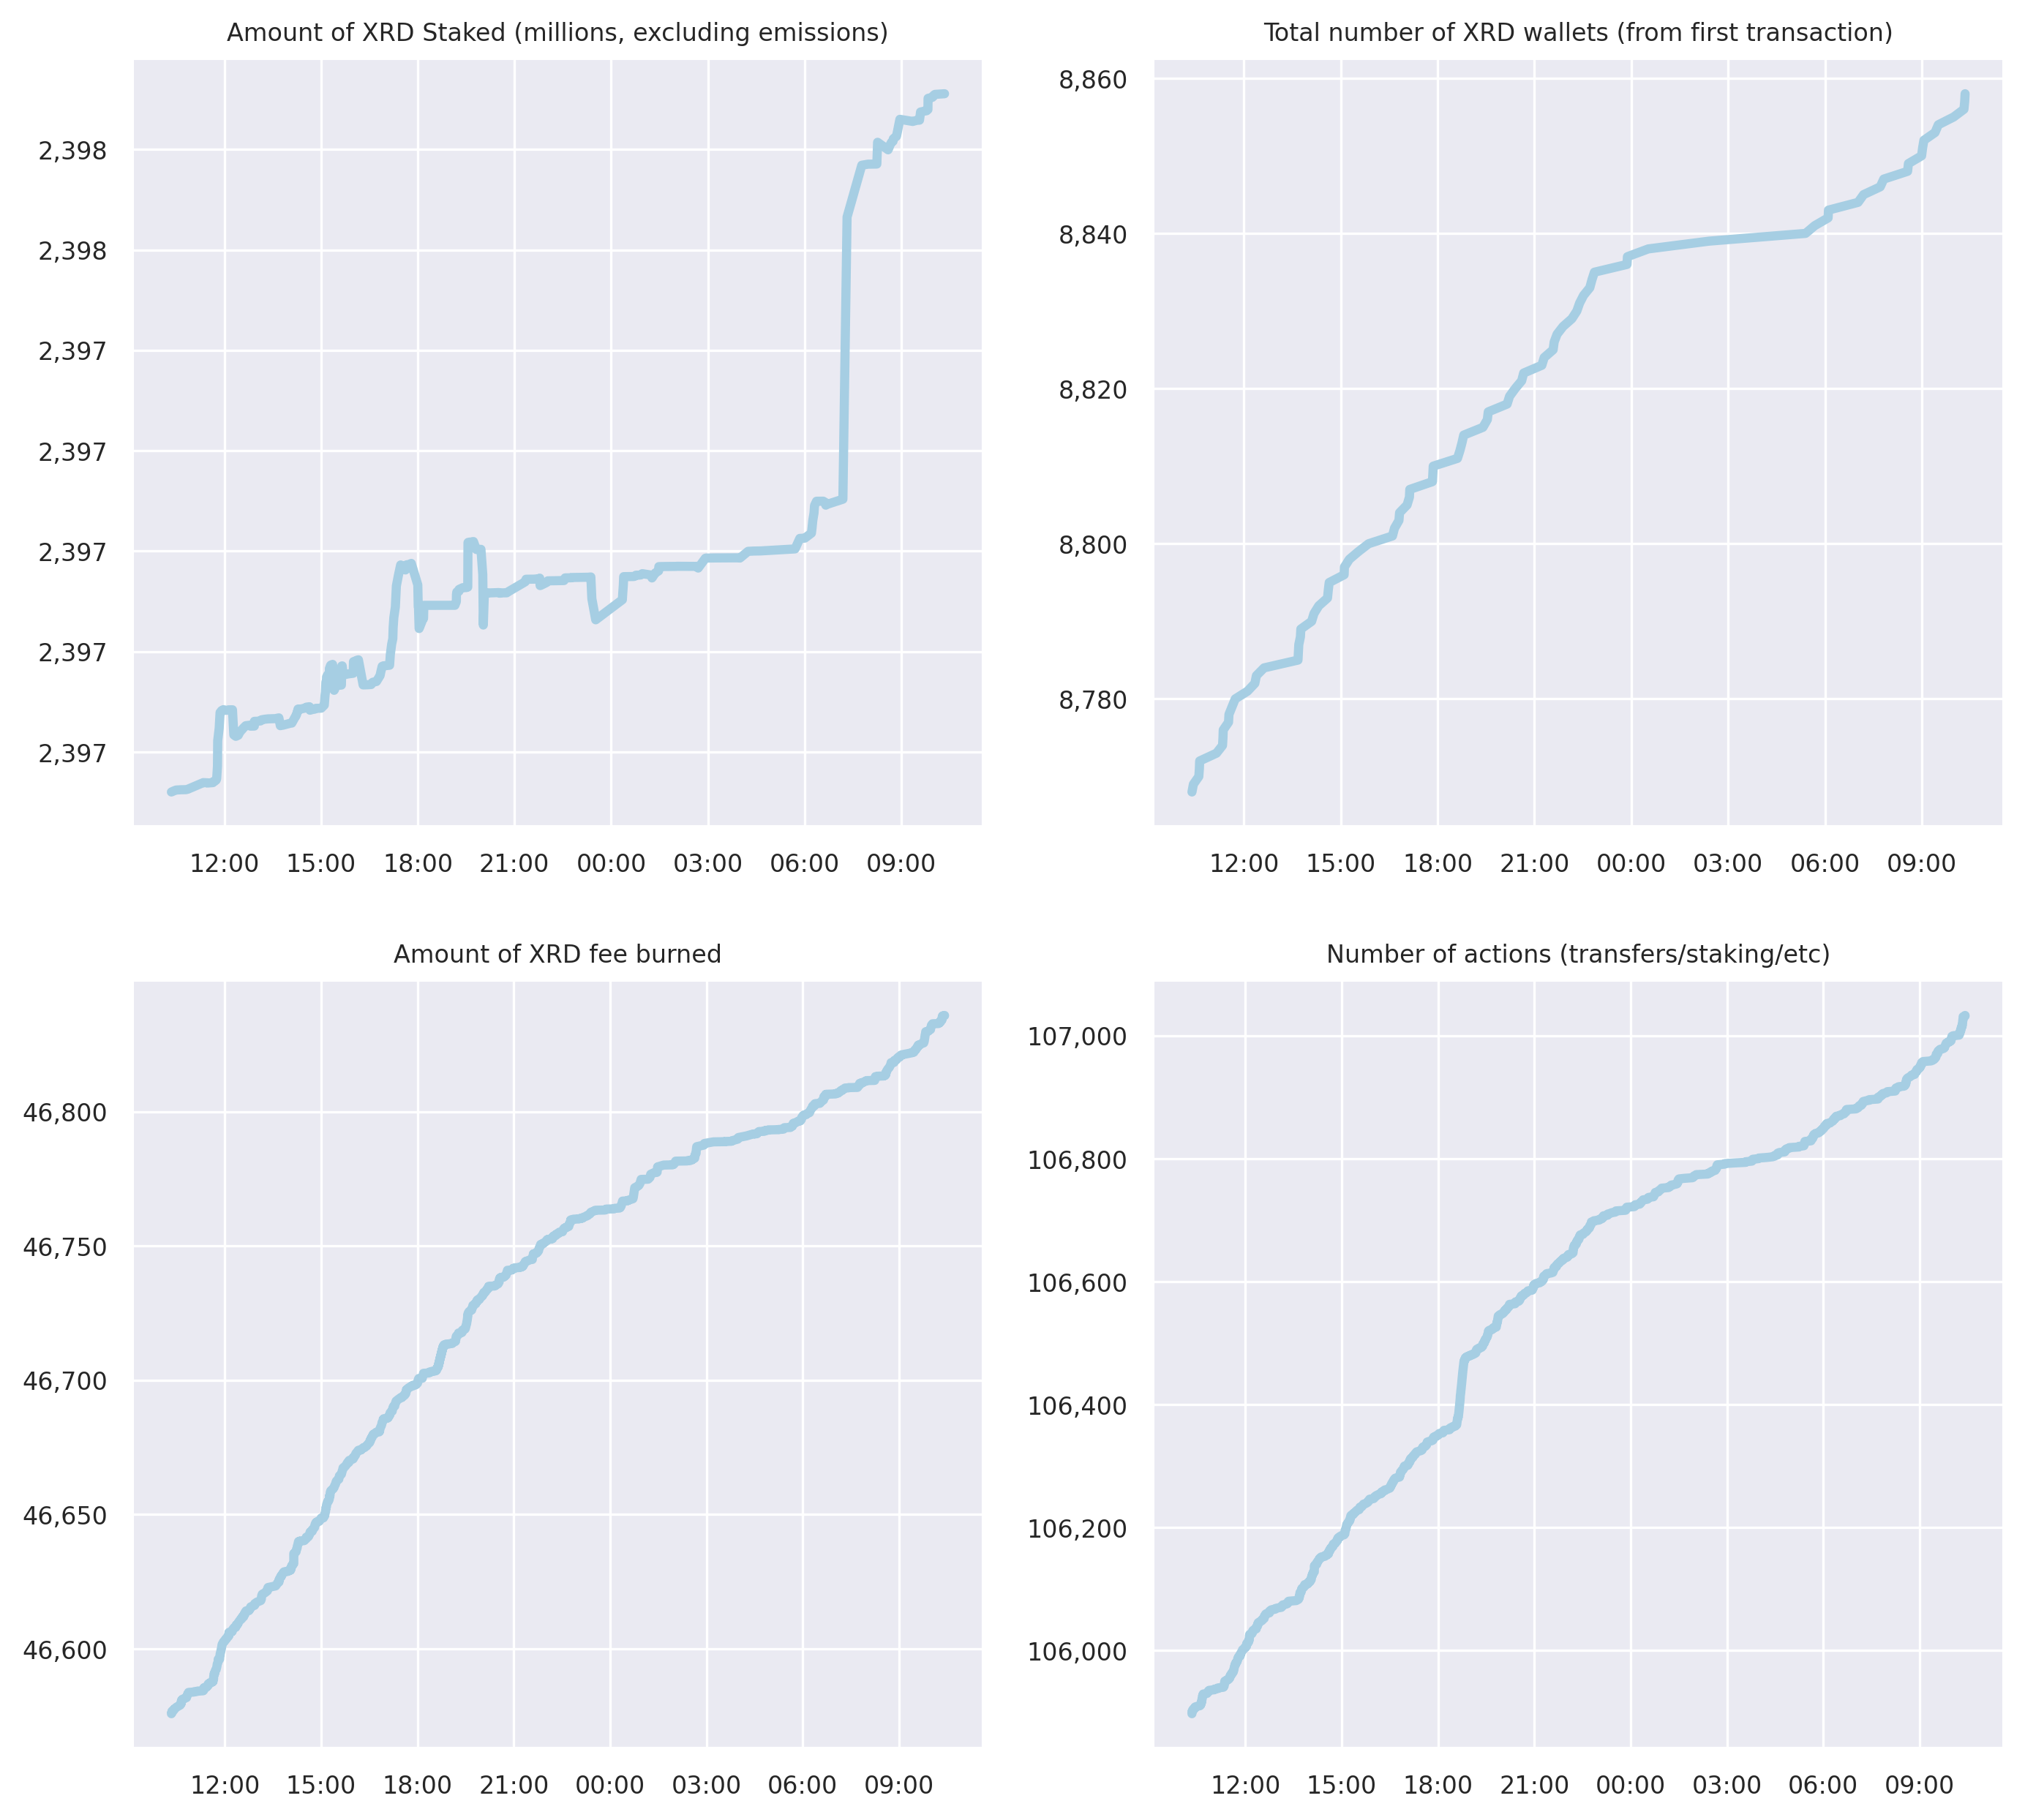 Amount of XRD Staked (millions, excluding emissions)
2,398
2,398
2,397
2,397
2,397
2,397
2,397
12:00 15:00 18:00 21:00 00:00 03:00 06:00 09:00
Total number of XRD wallets (from first transaction)
8,860
8,840
8,820
8,800
8,780
12:00 15:00 18:00 21:00 00:00 03:00 06:00 09:00
Amount of XRD fee burned
46,800
46,750
46,700
46,650
46,600
12:00 15:00 18:00 21:00 00:00 03:00 06:00 09:00
Number of actions (transfers/staking/etc)
107,000
106,800
106,600
106,400
106,200
106,000
12:00 15:00 18:00 21:00 00:00 03:00 06:00 09:00